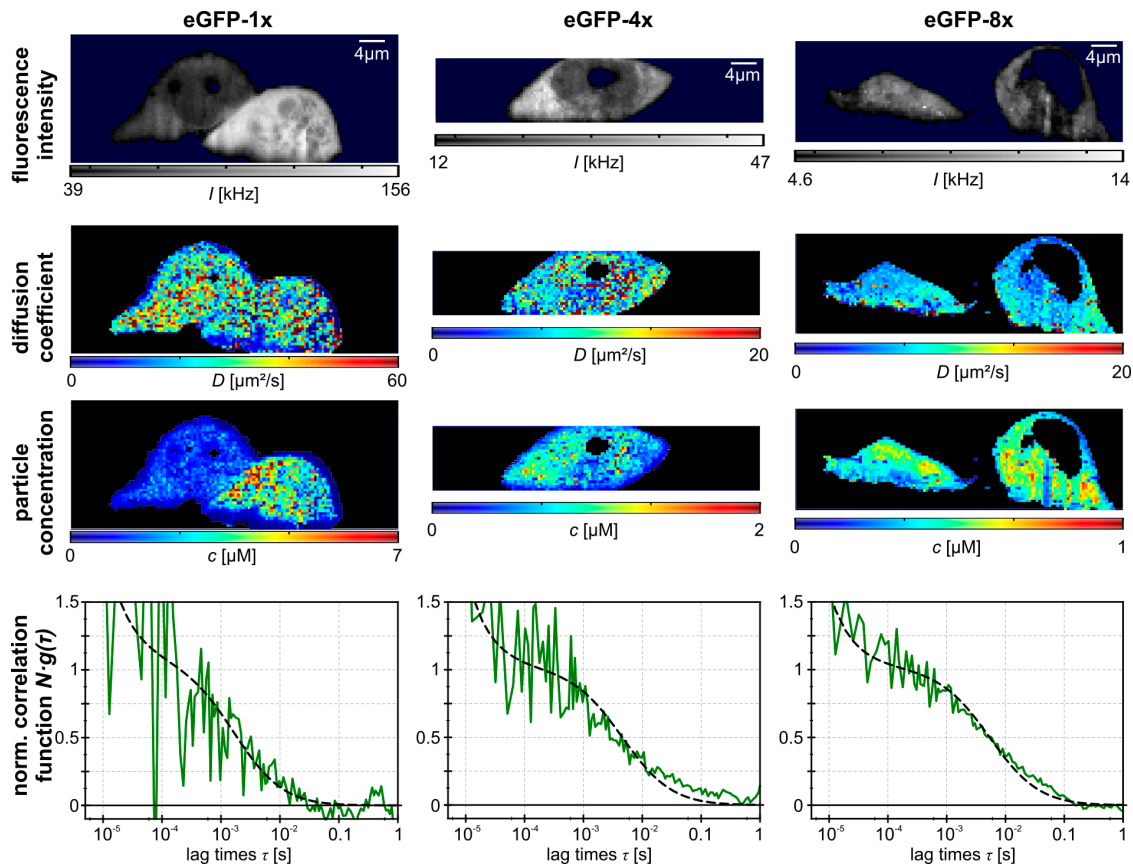 eGFP-1x eGFP-4x eGFP-8x
fluorescence
intensity
4µm 4µm 4µm
39 I [kHz] 156 12 I [kHz] 47 4.6 I [kHz] 14
diffusion
coefficient
0 D [µm²/s] 60 0 D [µm²/s] 20 0 D [µm²/s] 20
particle
concentration
0 c [µM] 7 0 c [µM] 2 0 c [µM] 1
norm. correlation
function N·g(τ)
1.5 1.5 1.5
1 1 1
0.5 0.5 0.5
0 0 0
10⁻⁵ 10⁻⁴ 10⁻³ 10⁻² 0.1 1 10⁻⁵ 10⁻⁴ 10⁻³ 10⁻² 0.1 1 10⁻⁵ 10⁻⁴ 10⁻³ 10⁻² 0.1 1
lag times τ [s] lag times τ [s] lag times τ [s]